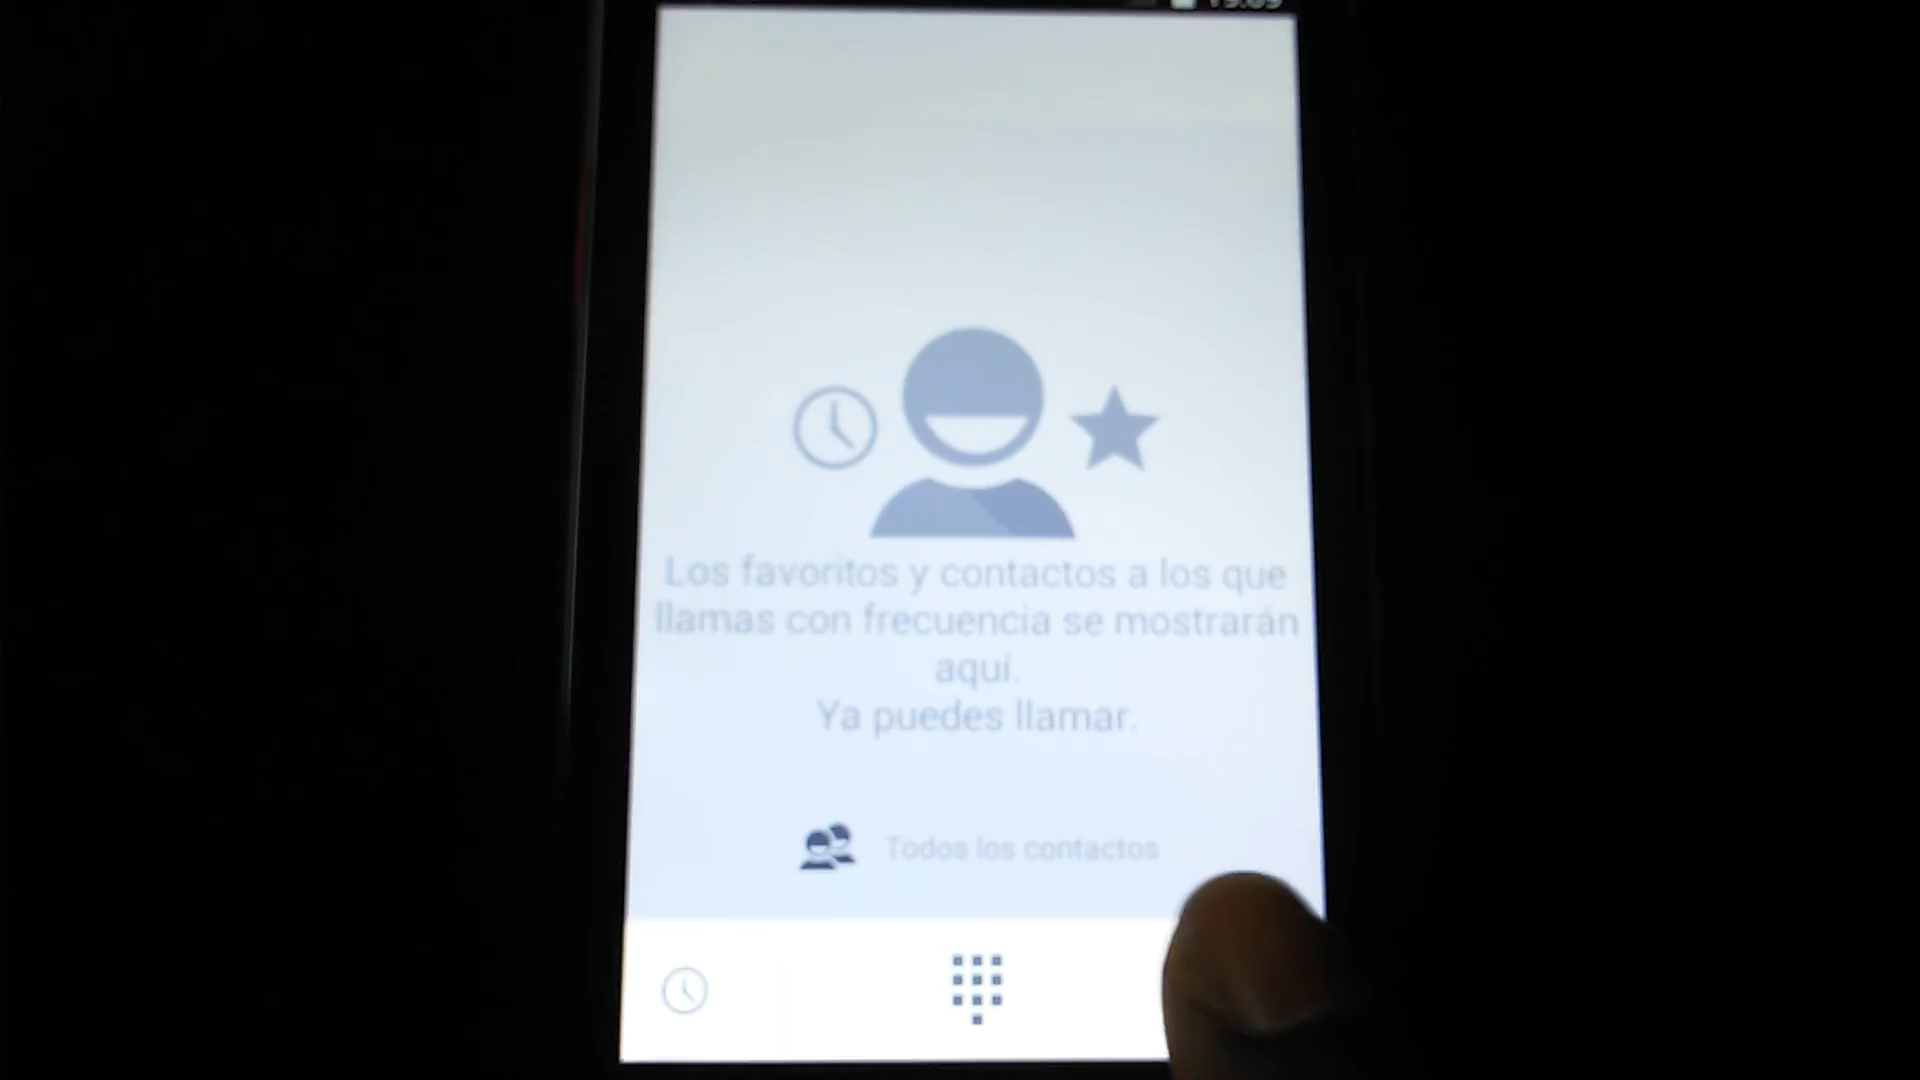 Los favoritos y contactos a los que
llamas con frecuencia se mostrarán
aquí.
Ya puedes llamar.
Todos los contactos